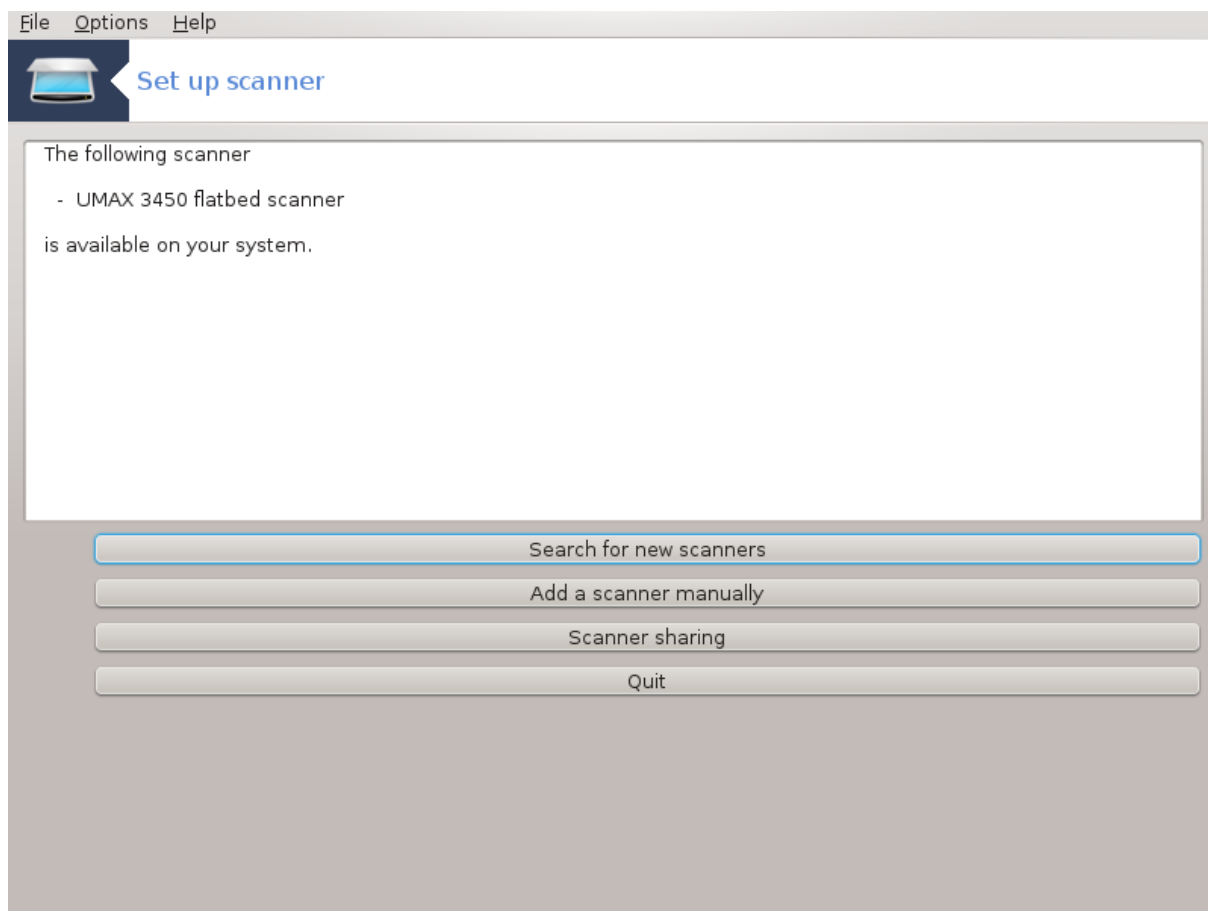 File Options Help
Set up scanner
The following scanner
- UMAX 3450 flatbed scanner
is available on your system.
Search for new scanners
Add a scanner manually
Scanner sharing
Quit